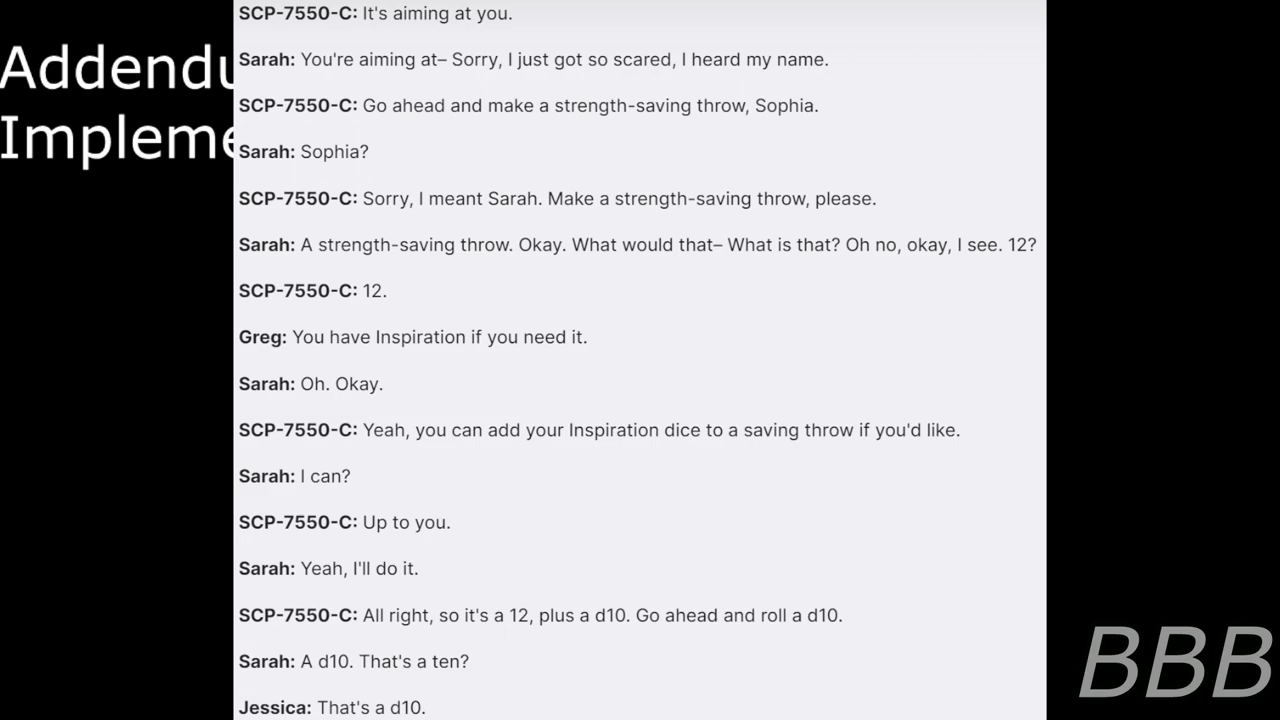 Addendu
Impleme
SCP-7550-C: It's aiming at you.
Sarah: You're aiming at– Sorry, I just got so scared, I heard my name.
SCP-7550-C: Go ahead and make a strength-saving throw, Sophia.
Sarah: Sophia?
SCP-7550-C: Sorry, I meant Sarah. Make a strength-saving throw, please.
Sarah: A strength-saving throw. Okay. What would that– What is that? Oh no, okay, I see. 12?
SCP-7550-C: 12.
Greg: You have Inspiration if you need it.
Sarah: Oh. Okay.
SCP-7550-C: Yeah, you can add your Inspiration dice to a saving throw if you'd like.
Sarah: I can?
SCP-7550-C: Up to you.
Sarah: Yeah, I'll do it.
SCP-7550-C: All right, so it's a 12, plus a d10. Go ahead and roll a d10.
Sarah: A d10. That's a ten?
Jessica: That's a d10.
BBB